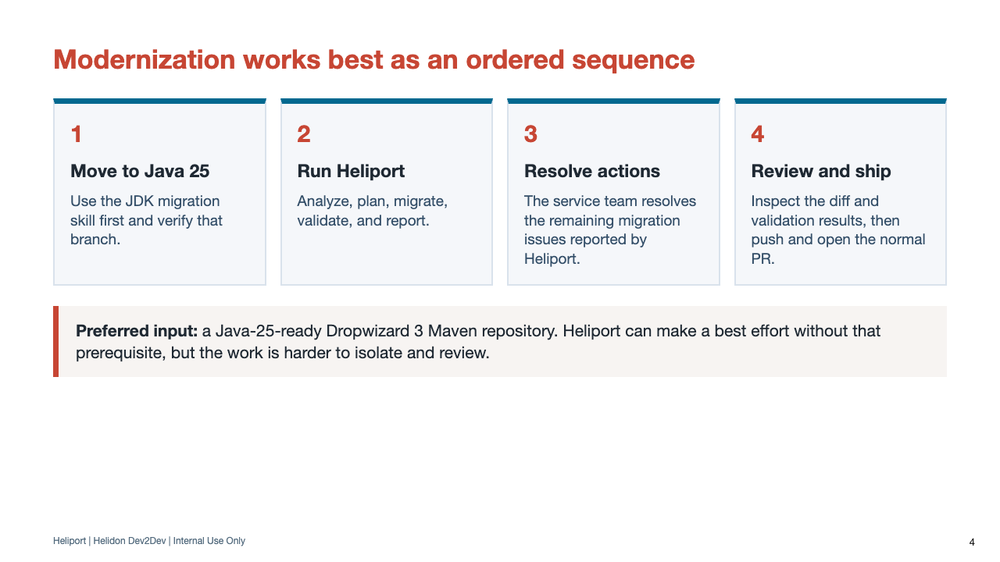 Modernization works best as an ordered sequence
1
Move to Java 25
Use the JDK migration
skill first and verify that
branch.
2
Run Heliport
Analyze, plan, migrate,
validate, and report.
3
Resolve actions
The service team resolves
the remaining migration
issues reported by
Heliport.
4
Review and ship
Inspect the diff and
validation results, then
push and open the normal
PR.
Preferred input: a Java-25-ready Dropwizard 3 Maven repository. Heliport can make a best effort without that
prerequisite, but the work is harder to isolate and review.
Heliport | Helidon Dev2Dev | Internal Use Only
4